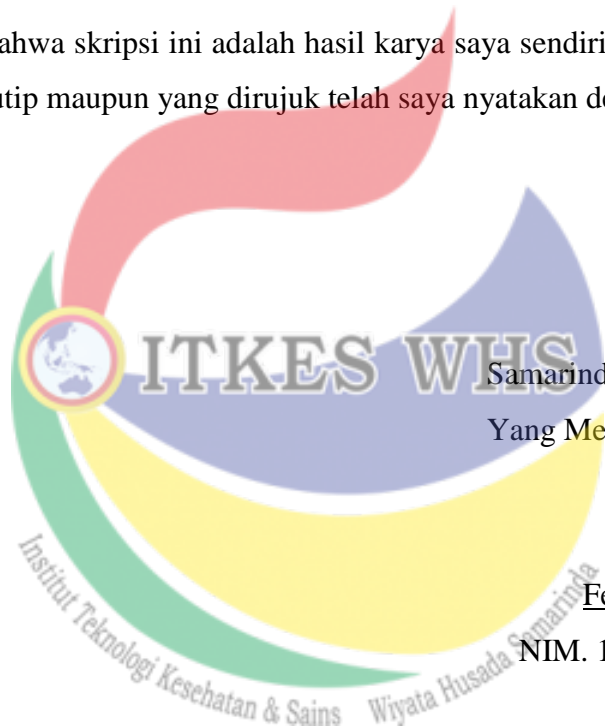 ahwa skripsi ini adalah hasil karya saya sendiri
utip maupun yang dirujuk telah saya nyatakan de
ITKES WHS
Samarind
Yang Me
Fe
NIM. 1
Institut Teknologi Kesehatan & Sains Wiyata Husada Samarinda